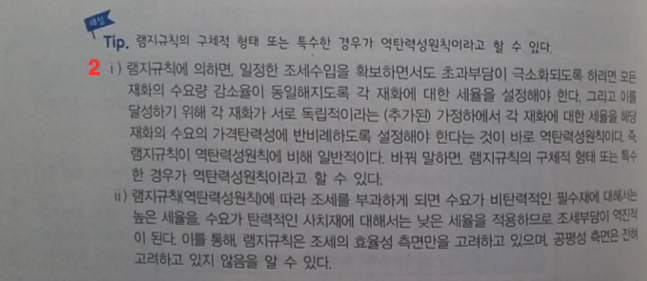 Tip. 램지규칙의 구체적 형태 또는 특수한 경우가 역탄력성원칙이라고 할 수 있다.
2 ⅰ) 램지규칙에 의하면, 일정한 조세수입을 확보하면서도 초과부담이 극소화되도록 하려면 모든
재화의 수요량 감소율이 동일해지도록 각 재화에 대한 세율을 설정해야 한다. 그리고 이를
달성하기 위해 각 재화가 서로 독립적이라는 (추가된) 가정하에서 각 재화에 대한 세율을 해당
재화의 수요의 가격탄력성에 반비례하도록 설정해야 한다는 것이 바로 역탄력성원칙이다. 즉,
램지규칙이 역탄력성원칙에 비해 일반적이다. 바꿔 말하면, 램지규칙의 구체적 형태 또는 특수
한 경우가 역탄력성원칙이라고 할 수 있다.
ⅱ) 램지규칙(역탄력성원칙)에 따라 조세를 부과하게 되면 수요가 비탄력적인 필수재에 대해서는
높은 세율을, 수요가 탄력적인 사치재에 대해서는 낮은 세율을 적용하므로 조세부담이 역진적
이 된다. 이를 통해, 램지규칙은 조세의 효율성 측면만을 고려하고 있으며, 공평성 측면은 전혀
고려하고 있지 않음을 알 수 있다.